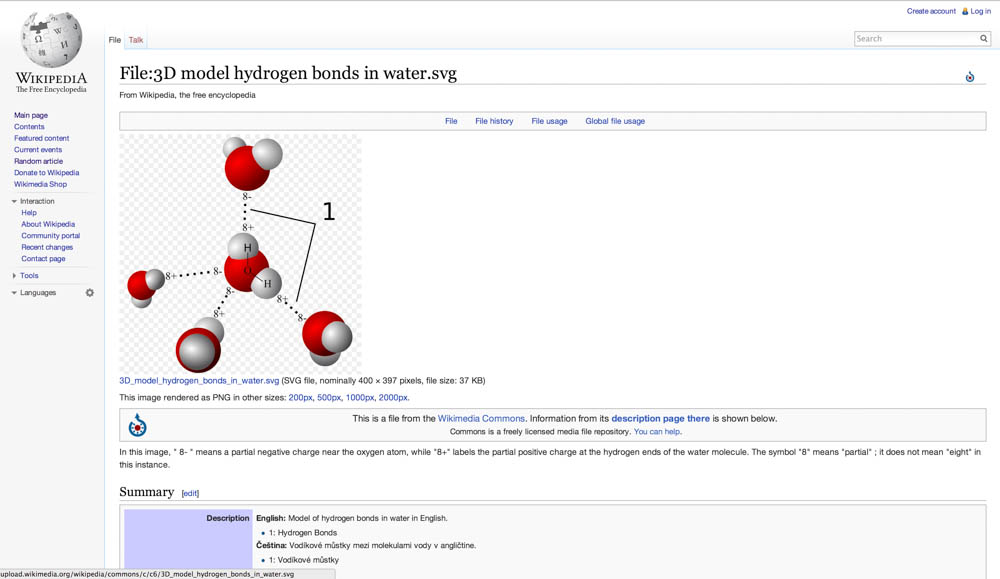 Create account Log in
WIKIPEDIA
The Free Encyclopedia
File Talk
Search
Main page
Contents
Featured content
Current events
Random article
Donate to Wikipedia
Wikimedia Shop
Interaction
Help
About Wikipedia
Community portal
Recent changes
Contact page
Tools
Languages
File:3D model hydrogen bonds in water.svg
From Wikipedia, the free encyclopedia
File File history File usage Global file usage
8-
1
8+
H
8+ 8- O
H
8- 8+
8+ 8-
3D_model_hydrogen_bonds_in_water.svg (SVG file, nominally 400 × 397 pixels, file size: 37 KB)
This image rendered as PNG in other sizes: 200px, 500px, 1000px, 2000px.
This is a file from the Wikimedia Commons. Information from its description page there is shown below.
Commons is a freely licensed media file repository. You can help.
In this image, " 8- " means a partial negative charge near the oxygen atom, while "8+" labels the partial positive charge at the hydrogen ends of the water molecule. The symbol "8" means "partial" ; it does not mean "eight" in
this instance.
Summary [edit]
Description English: Model of hydrogen bonds in water in English.
1: Hydrogen Bonds
Čeština: Vodíkové můstky mezi molekulami vody v angličtine.
1: Vodíkové můstky
upload.wikimedia.org/wikipedia/commons/c/c6/3D_model_hydrogen_bonds_in_water.svg